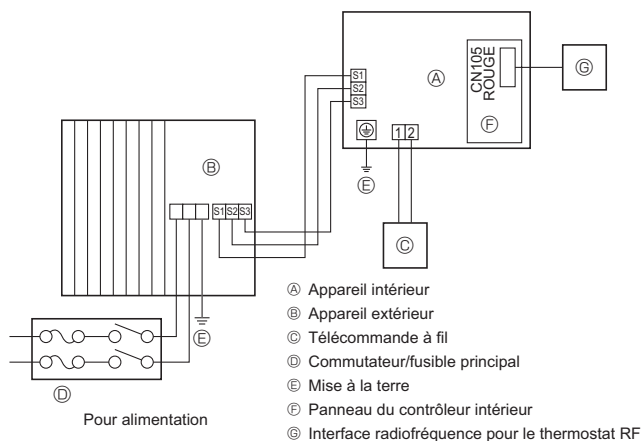 S1
S2
S3
Ⓐ
CN105
ROUGE
Ⓕ
Ⓖ
1 2
Ⓔ
Ⓑ
S1 S2 S3
Ⓒ
Ⓔ
Ⓓ
Pour alimentation
Ⓐ Appareil intérieur
Ⓑ Appareil extérieur
Ⓒ Télécommande à fil
Ⓓ Commutateur/fusible principal
Ⓔ Mise à la terre
Ⓕ Panneau du contrôleur intérieur
Ⓖ Interface radiofréquence pour le thermostat RF